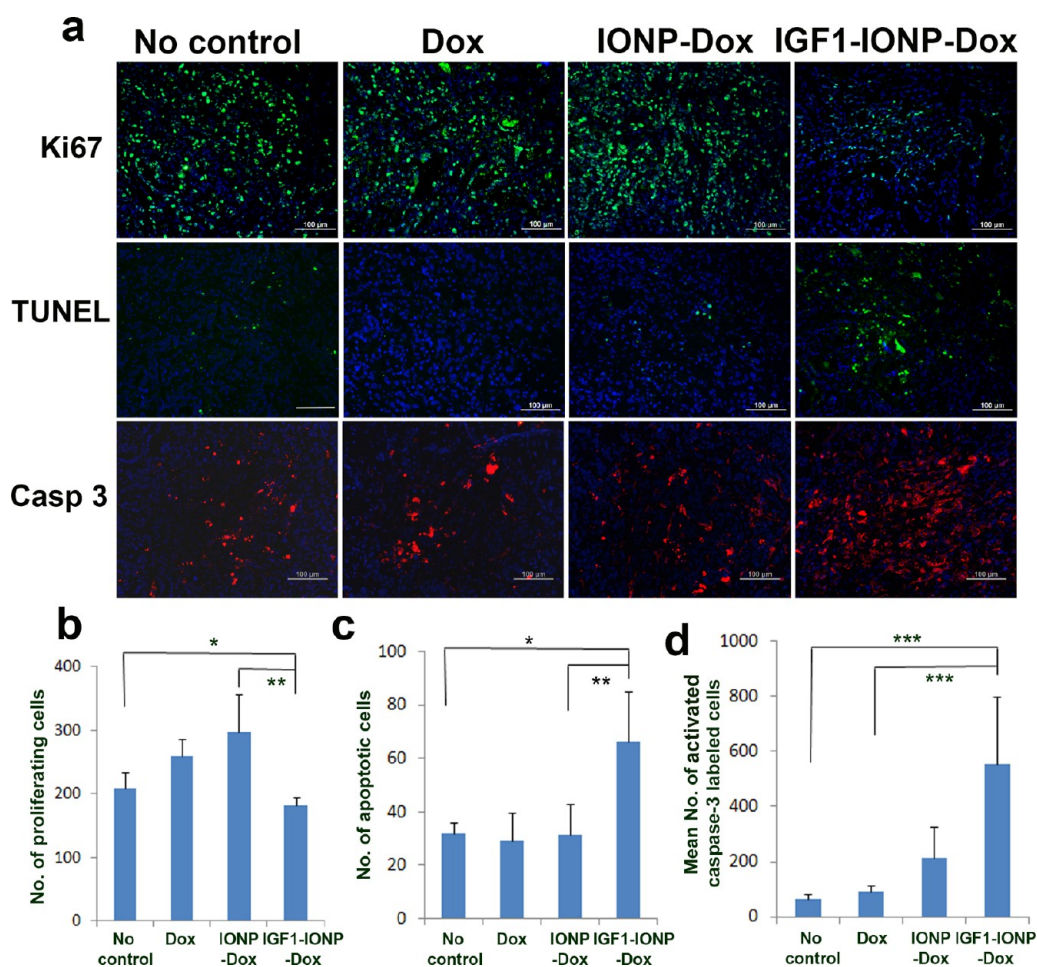 a
No control Dox IONP-Dox IGF1-IONP-Dox
Ki67
100 µm 100 µm 100 µm 100 µm
TUNEL
100 µm 100 µm 100 µm
Casp 3
100 µm 100 µm 100 µm 100 µm
b
No. of proliferating cells
400
300
200
100
0
*
**
No control
Dox
IONP -Dox
IGF1-IONP -Dox
c
No. of apoptotic cells
100
80
60
40
20
0
*
**
No control
Dox
IONP -Dox
IGF1-IONP -Dox
d
Mean No. of activated
caspase-3 labeled cells
1000
800
600
400
200
0
***
***
No control
Dox
IONP -Dox
IGF1-IONP -Dox